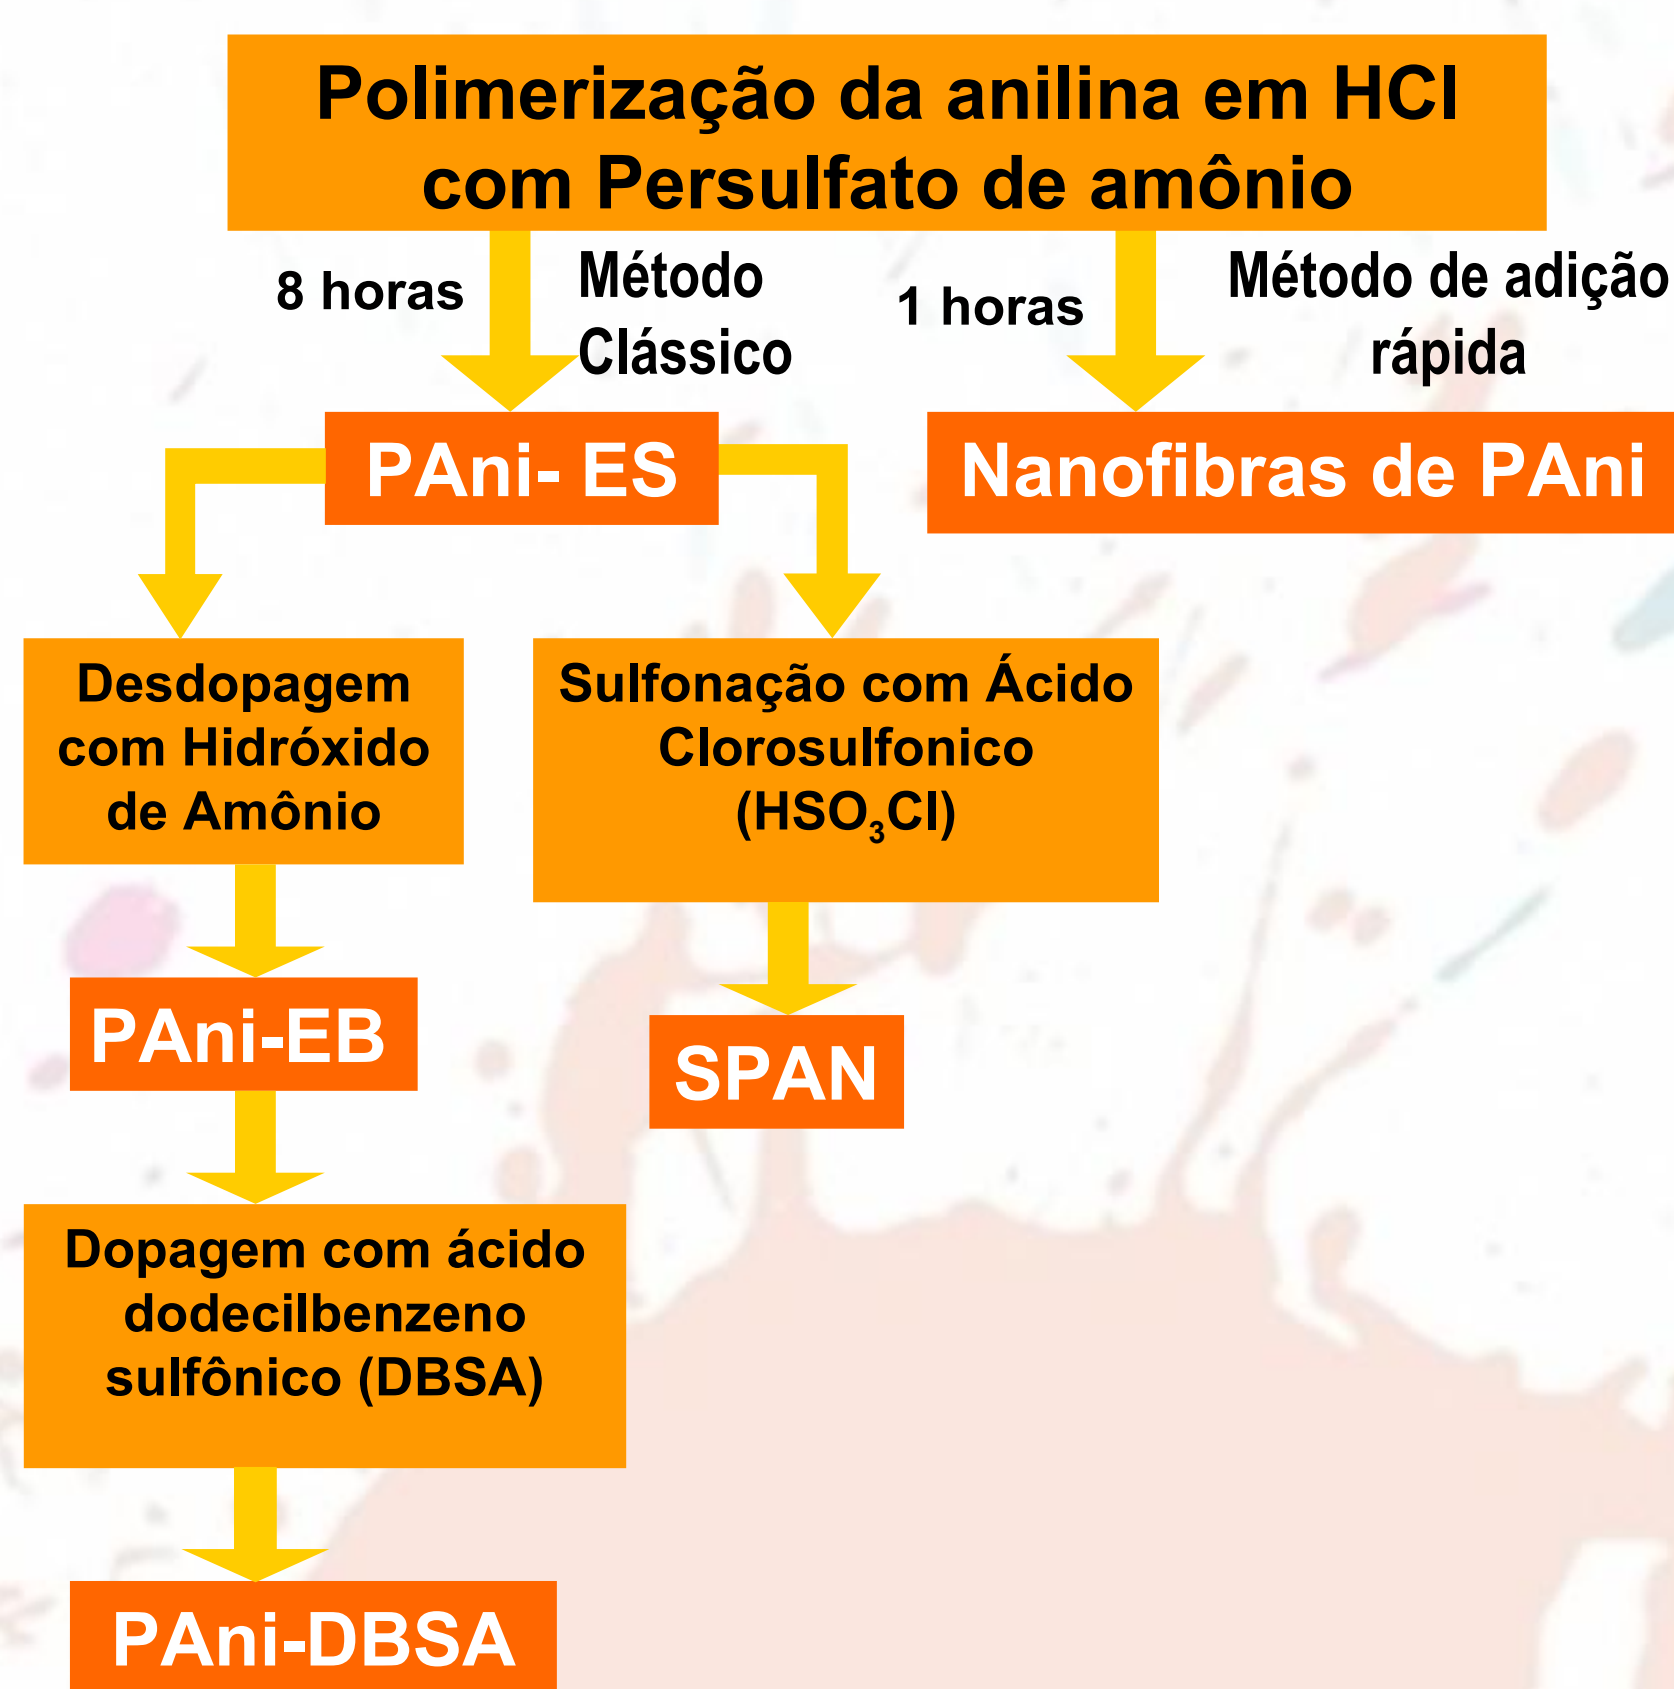 Polimerização da anilina em HCl
com Persulfato de amônio
8 horas
Método
Clássico
1 horas
Método de adição
rápida
PAni- ES
Nanofibras de PAni
Desdopagem
com Hidróxido
de Amônio
Sulfonação com Ácido
Clorosulfonico
(HSO₃Cl)
PAni-EB
SPAN
Dopagem com ácido
dodecilbenzeno
sulfônico (DBSA)
PAni-DBSA